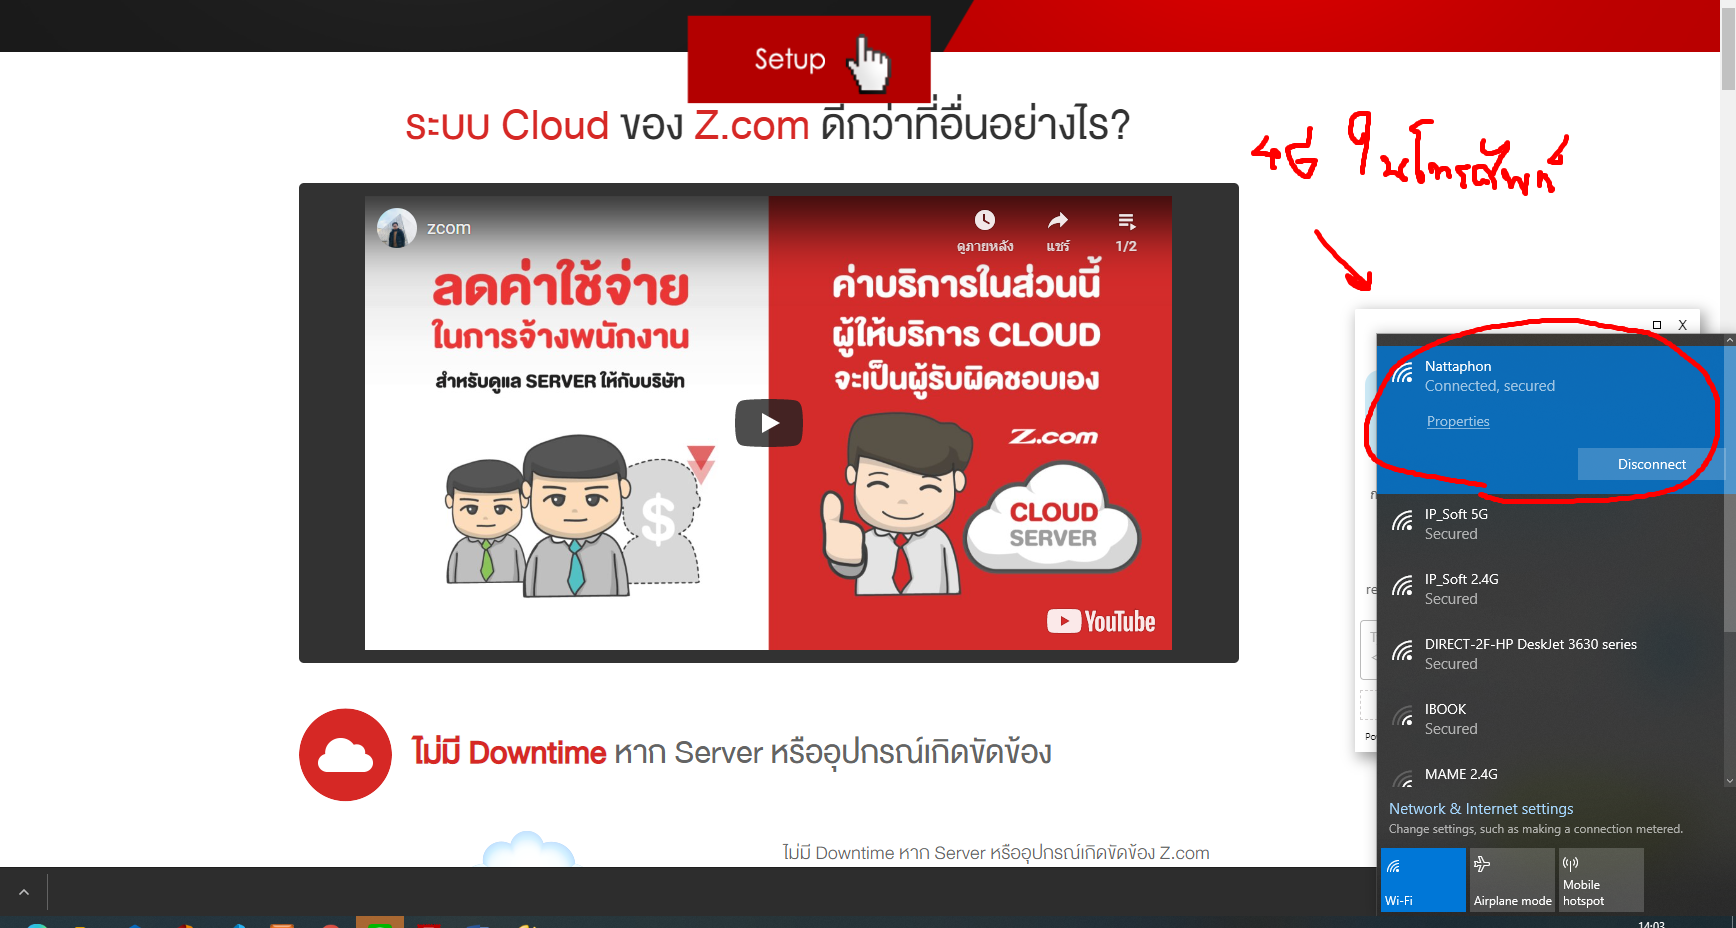 Setup
ระบบ Cloud ของ Z.com ดีกว่าที่อื่นอย่างไร?
4G ในโทรศัพท์
zcom
ดูภายหลัง
แชร์
1/2
ลดค่าใช้จ่าย
ในการจ้างพนักงาน
สำหรับดูแล SERVER ให้กับบริษัท
ค่าบริการในส่วนนี้
ผู้ให้บริการ CLOUD
จะเป็นผู้รับผิดชอบเอง
$
Z.com
CLOUD
SERVER
YouTube
ไม่มี Downtime หาก Server หรืออุปกรณ์เกิดขัดข้อง
ไม่มี Downtime หาก Server หรืออุปกรณ์เกิดขัดข้อง Z.com
X
Nattaphon
Connected, secured
Properties
Disconnect
IP_Soft 5G
Secured
IP_Soft 2.4G
Secured
DIRECT-2F-HP DeskJet 3630 series
Secured
IBOOK
Secured
MAME 2.4G
Network & Internet settings
Change settings, such as making a connection metered.
Wi-Fi
Airplane mode
Mobile
hotspot
14:03